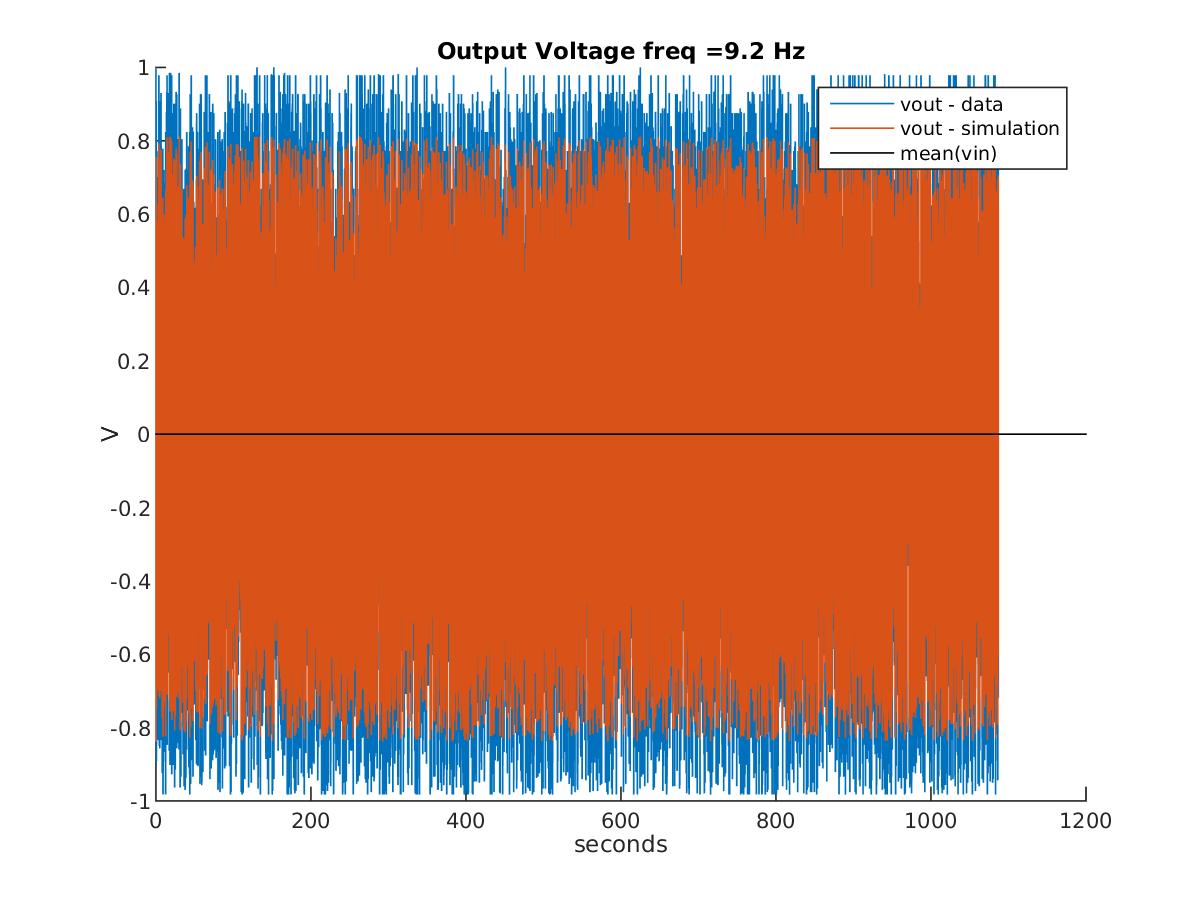 Output Voltage freq =9.2 Hz
1
0.8
0.6
0.4
0.2
0
-0.2
-0.4
-0.6
-0.8
-1
V
vout - data
vout - simulation
mean(vin)
0 200 400 600 800 1000 1200
seconds